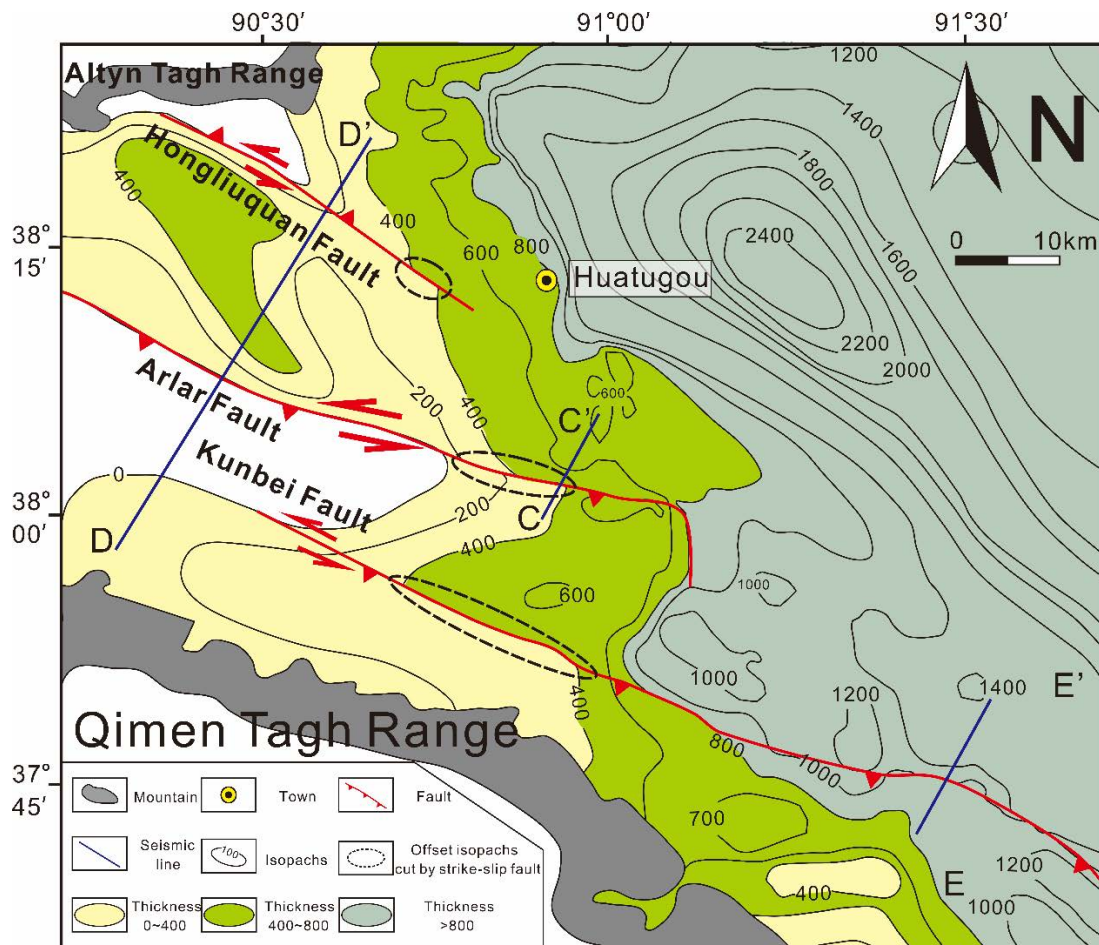 90°30′ 91°00′ 91°30′
Altyn Tagh Range
1200
1400
D'
N
Hongliuquan Fault
400
1800
400
1600
38°
15′
600
800
2400
0 10km
Huatugou
2200
2000
Arlar Fault
200
400
600
C'
Kunbei Fault
0
200
C
38°
00′
D
400
600
1000
1000
1400
E'
400
1200
Qimen Tagh Range
800
1000
37°
45′
700
1200
E
400
1000
Mountain
Town
Fault
Seismic
line
100
Isopachs
Offset isopachs
cut by strike-slip fault
Thickness
0~400
Thickness
400~800
Thickness
>800